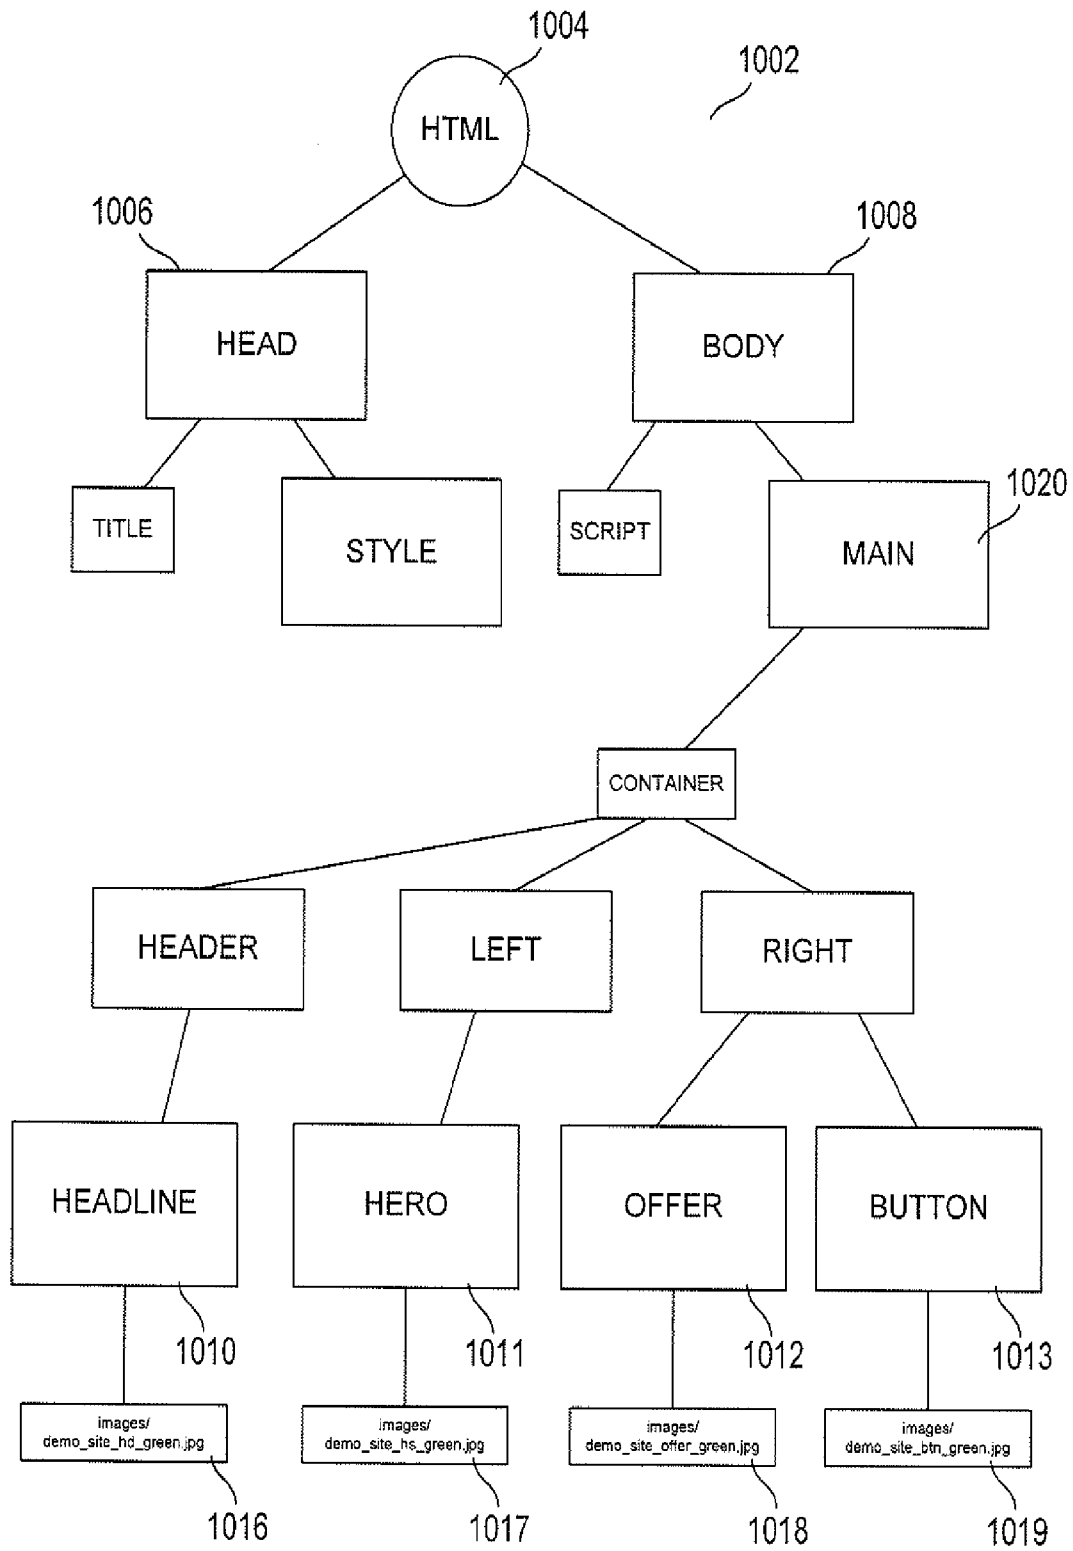 1004
1002
HTML
1006
1008
HEAD
BODY
1020
TITLE
STYLE
SCRIPT
MAIN
CONTAINER
HEADER
LEFT
RIGHT
HEADLINE
HERO
OFFER
BUTTON
1010
1011
1012
1013
images/
demo_site_hd_green.jpg
images/
demo_site_hs_green.jpg
images/
demo_site_offer_green.jpg
images/
demo_site_btn_green.jpg
1016
1017
1018
1019